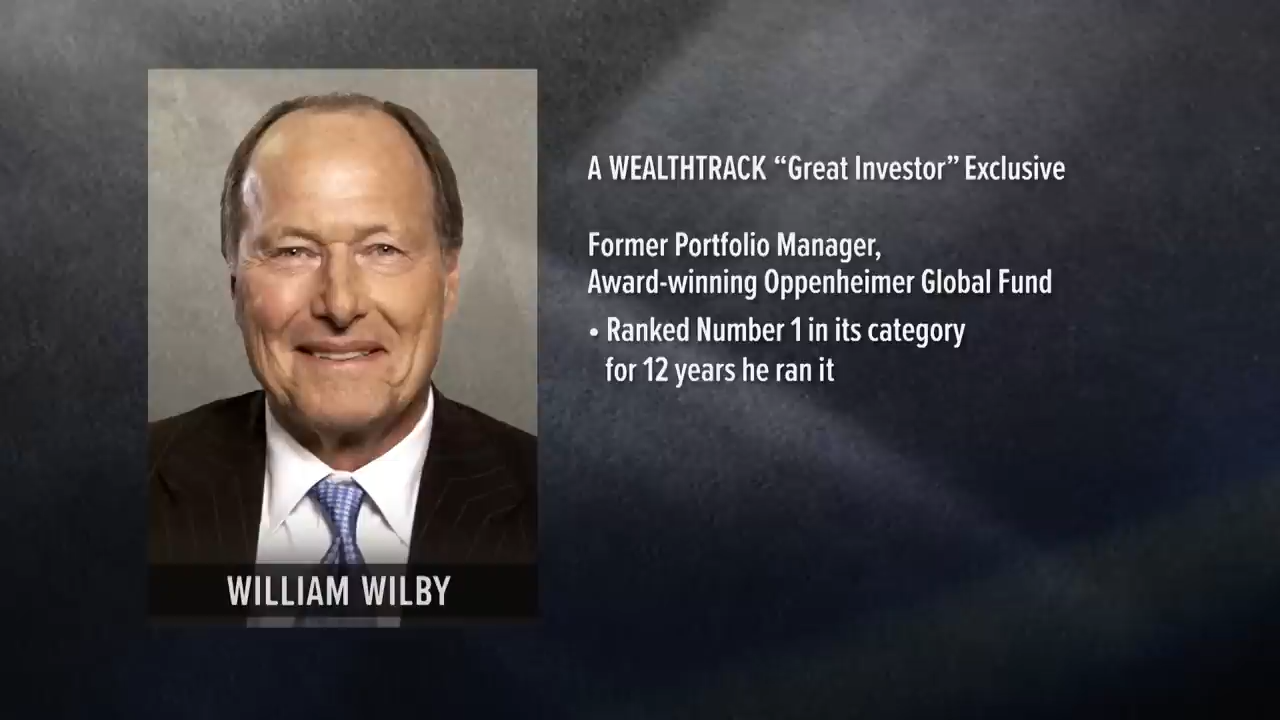 A WEALTHTRACK “Great Investor” Exclusive
Former Portfolio Manager,
Award-winning Oppenheimer Global Fund
• Ranked Number 1 in its category
for 12 years he ran it
WILLIAM WILBY